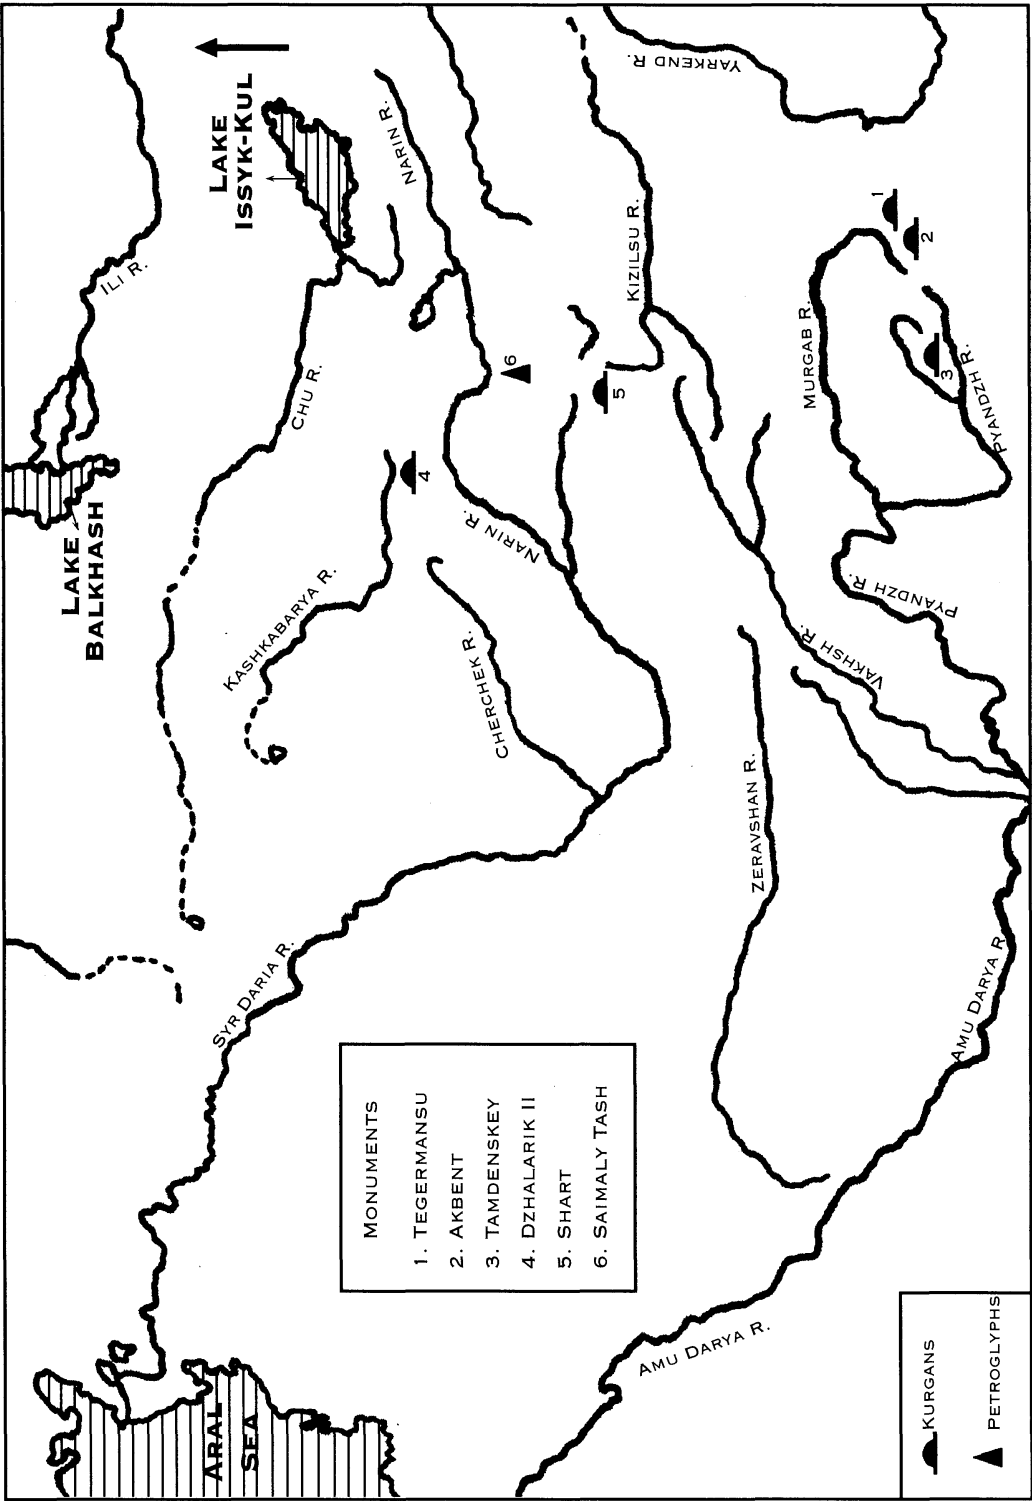 LAKE
BALKHASH
LAKE
ISSYK-KUL
ILI R.
CHU R.
NARIN R.
YARKEND R.
KIZILSU R.
KASHKABARYA R.
CHERCHEK R.
NARIN R.
SYR DARIA R.
ARAL
SEA
MURGAB R.
PYANDZH R.
PYANDZH R.
VAKHSH R.
ZERAVSHAN R.
AMU DARYA R
AMU DARYA R.
1
2
3
4
5
6
MONUMENTS
1. TEGERMANSU
2. AKBENT
3. TAMDENSKEY
4. DZHALARIK II
5. SHART
6. SAIMALY TASH
KURGANS
PETROGLYPHS